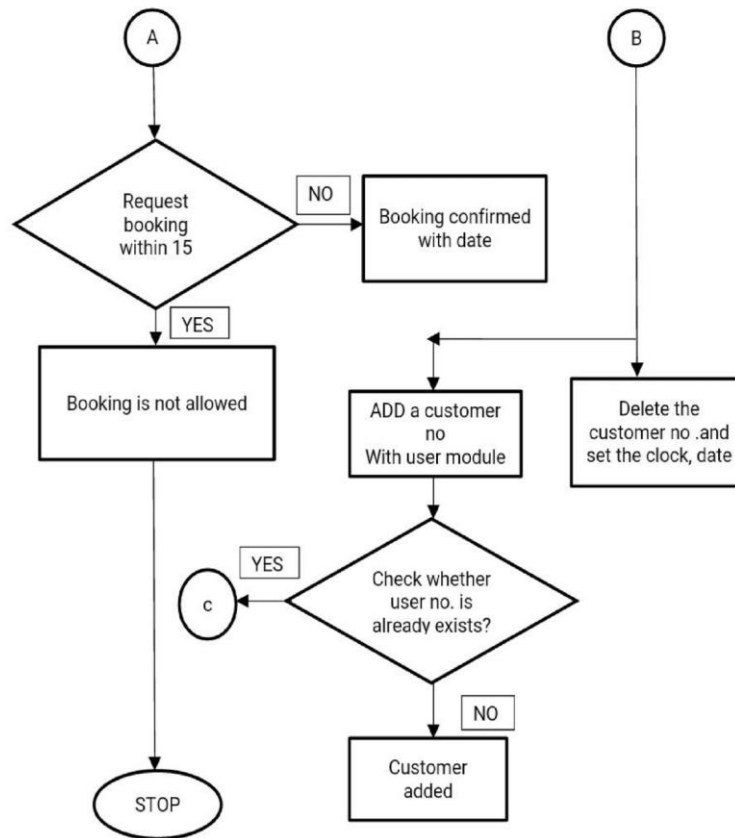 A
B
Request
booking
within 15
NO
Booking confirmed
with date
YES
Booking is not allowed
ADD a customer
no
With user module
Delete the
customer no .and
set the clock, date
YES
c
Check whether
user no. is
already exists?
NO
Customer
added
STOP